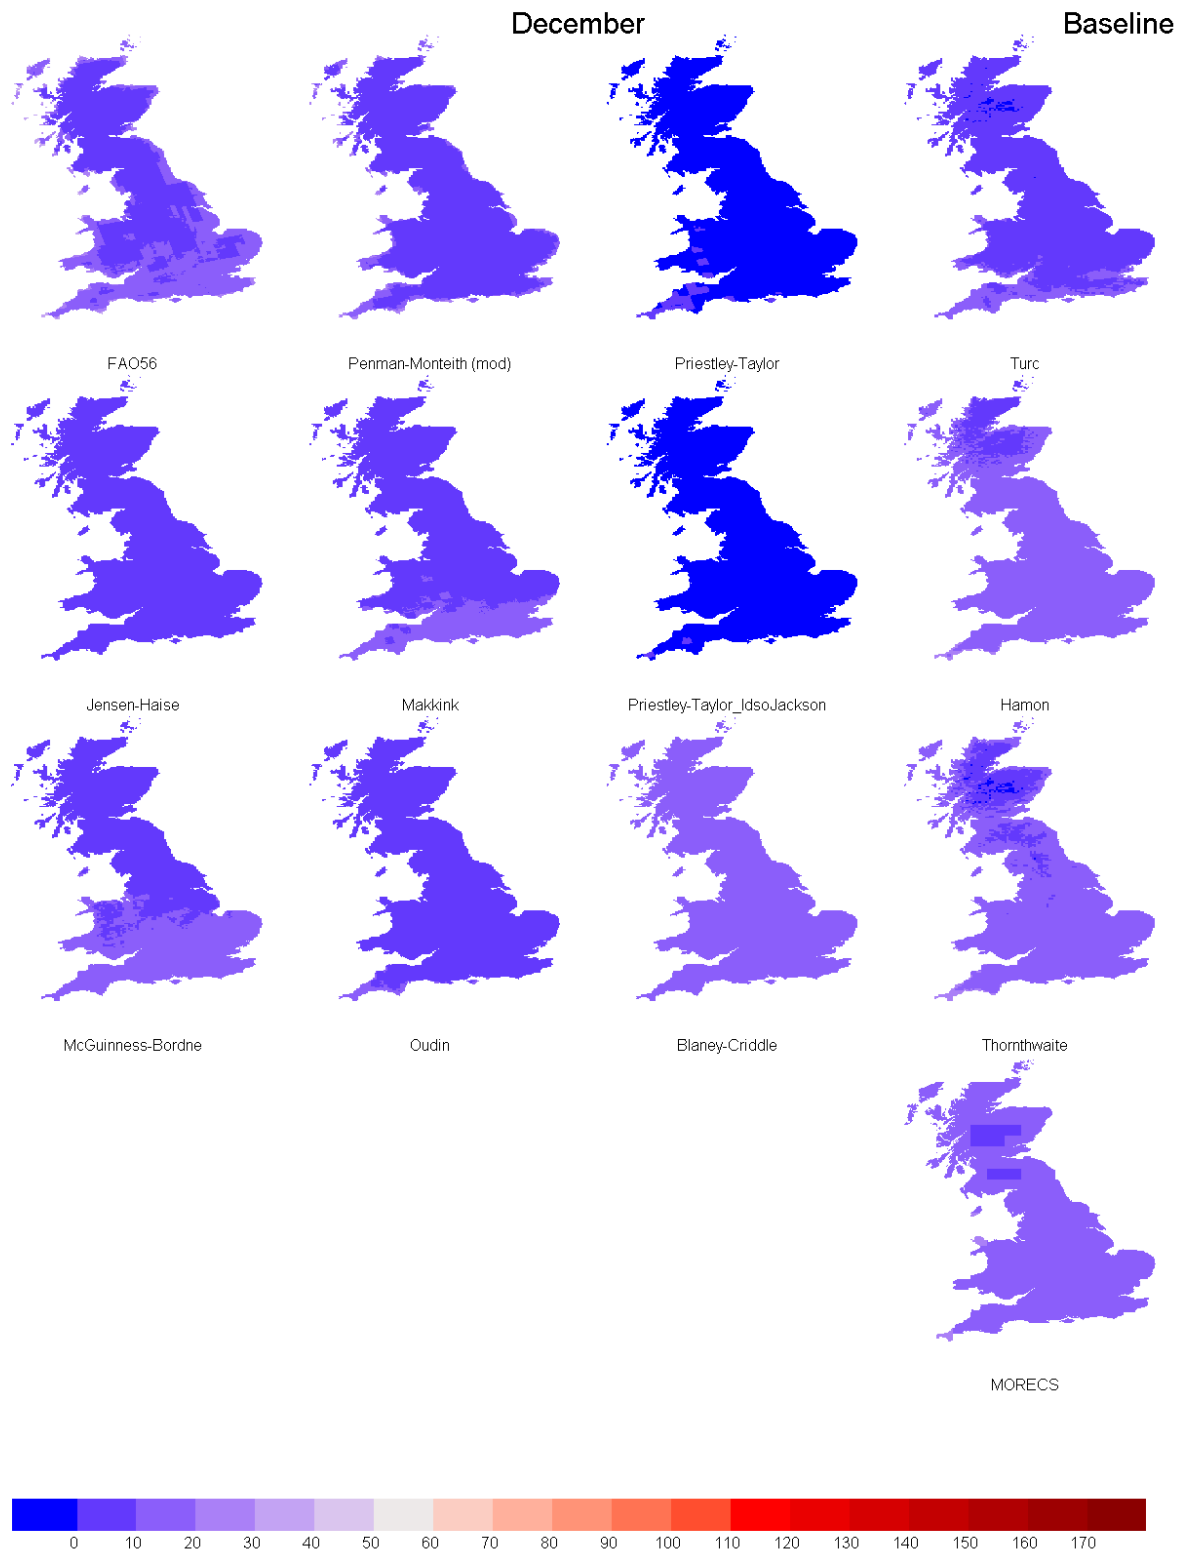 December
Baseline
FAO56
Penman-Monteith (mod)
Priestley-Taylor
Turc
Jensen-Haise
Makkink
Priestley-Taylor_IdsoJackson
Hamon
McGuinness-Bordne
Oudin
Blaney-Criddle
Thornthwaite
MORECS
0 10 20 30 40 50 60 70 80 90 100 110 120 130 140 150 160 170